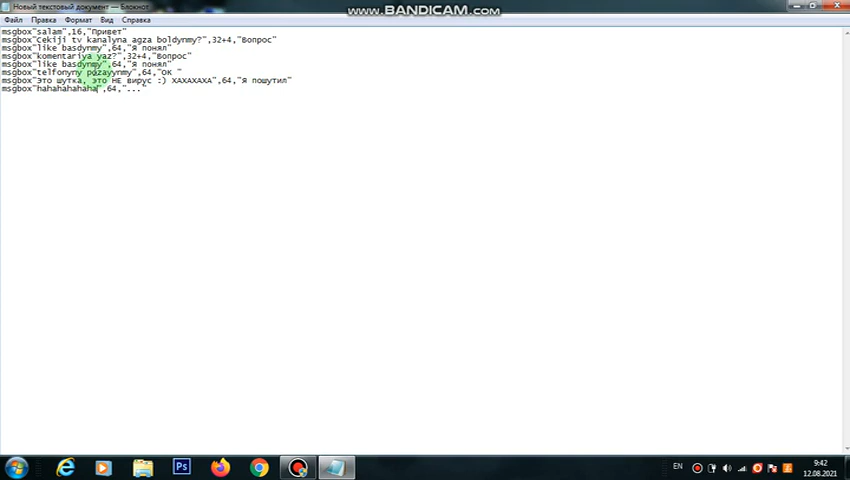 Новый текстовый документ — Блокнот
www.BANDICAM.com
Файл Правка Формат Вид Справка
msgbox"salam",16,"Привет"
msgbox"Cekiji tv kanalyna agza boldynmy?",32+4,"Вопрос"
msgbox"like basdynmy",64,"Я понял"
msgbox"komentariya yaz?",32+4,"Вопрос"
msgbox"like basdynmy",64,"Я понял"
msgbox"telfonyny pozayynmy",64,"ОК "
msgbox"Это шутка, это НЕ вирус :) ХАХАХАХА",64,"Я пошутил"
msgbox"hahahahahaha",64,"..."
Ps
EN
9:42
12.08.2021